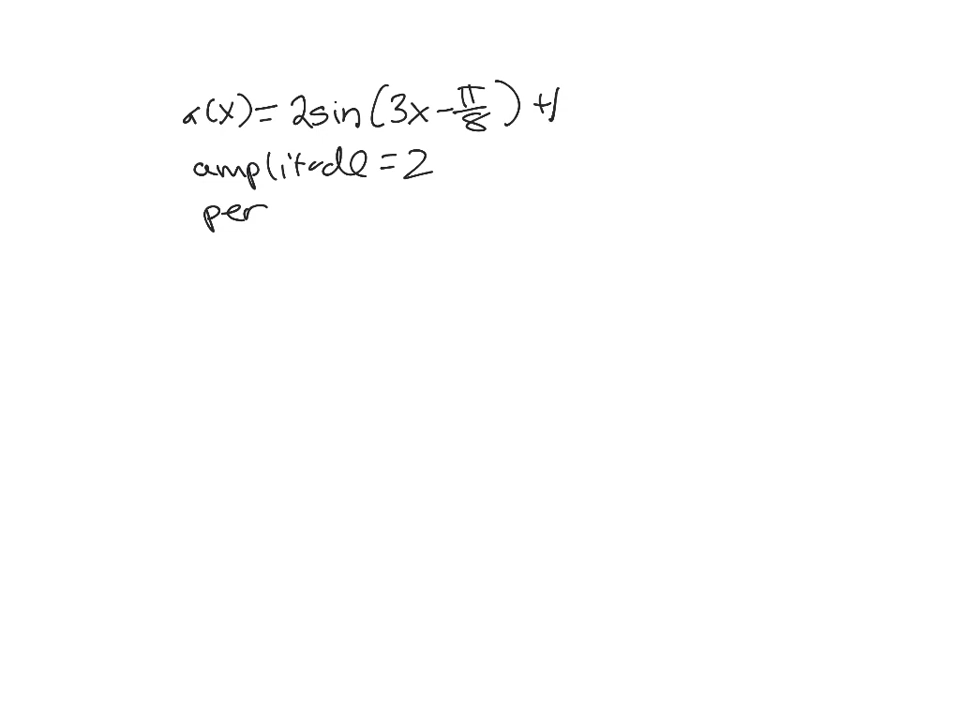 r(x) = 2sin(3x - π/8) + 1
amplitude = 2
per